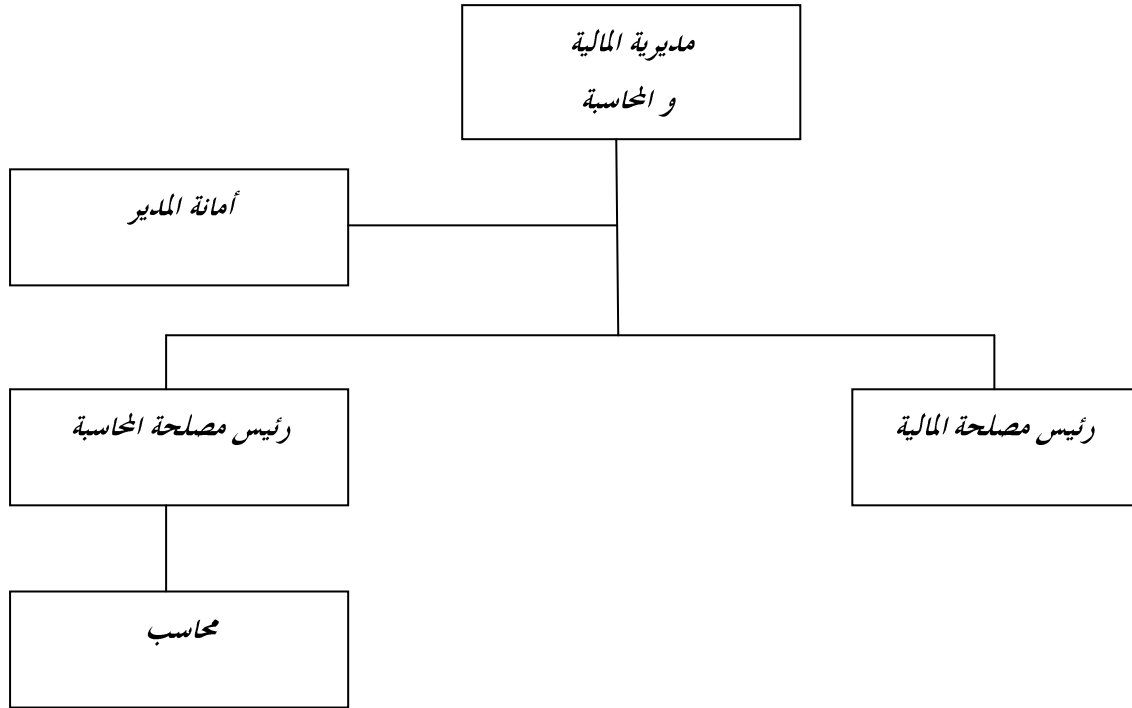 مديرية المالية
و المحاسبة
أمانة المدير
رئيس مصلحة المالية
رئيس مصلحة المحاسبة
محاسب